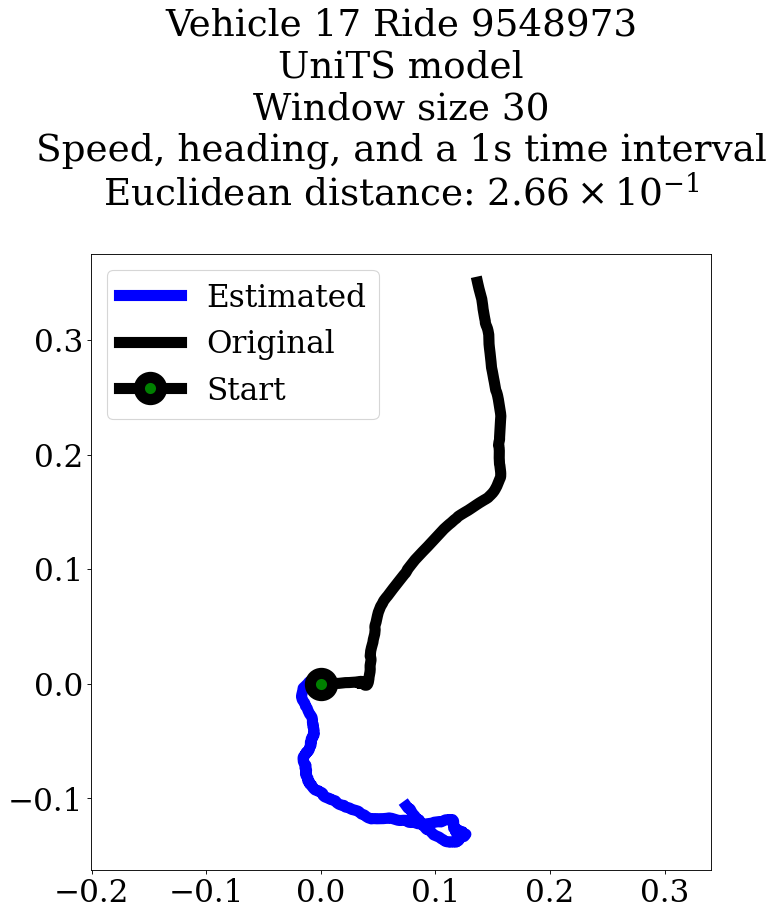 Vehicle 17 Ride 9548973
UniTS model
Window size 30
Speed, heading, and a 1s time interval
Euclidean distance: 2.66 × 10⁻¹
Estimated
Original
Start
0.3
0.2
0.1
0.0
−0.1
−0.2 −0.1 0.0 0.1 0.2 0.3